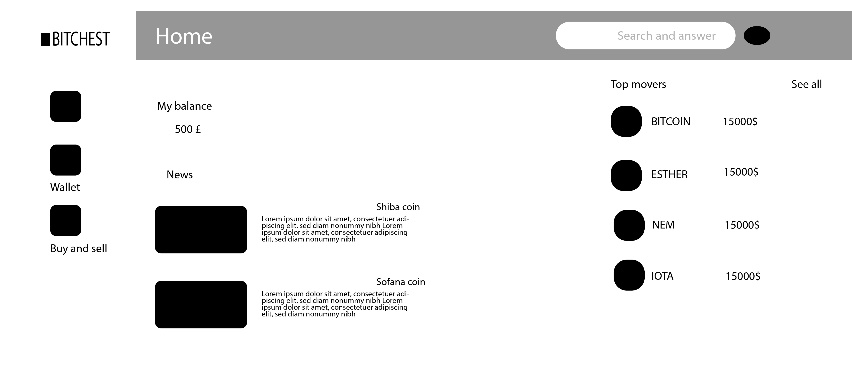 BITCHEST
Home
Search and answer
Wallet
Buy and sell
My balance
500 £
News
Shiba coin
Lorem ipsum dolor sit amet, consectetuer adi-
piscing elit, sed diam nonummy nibh Lorem
ipsum dolor sit amet, consectetuer adipiscing
elit, sed diam nonummy nibh
Sofana coin
Lorem ipsum dolor sit amet, consectetuer adi-
piscing elit, sed diam nonummy nibh Lorem
ipsum dolor sit amet, consectetuer adipiscing
elit, sed diam nonummy nibh
Top movers See all
BITCOIN 15000$
ESTHER 15000$
NEM 15000$
IOTA 15000$